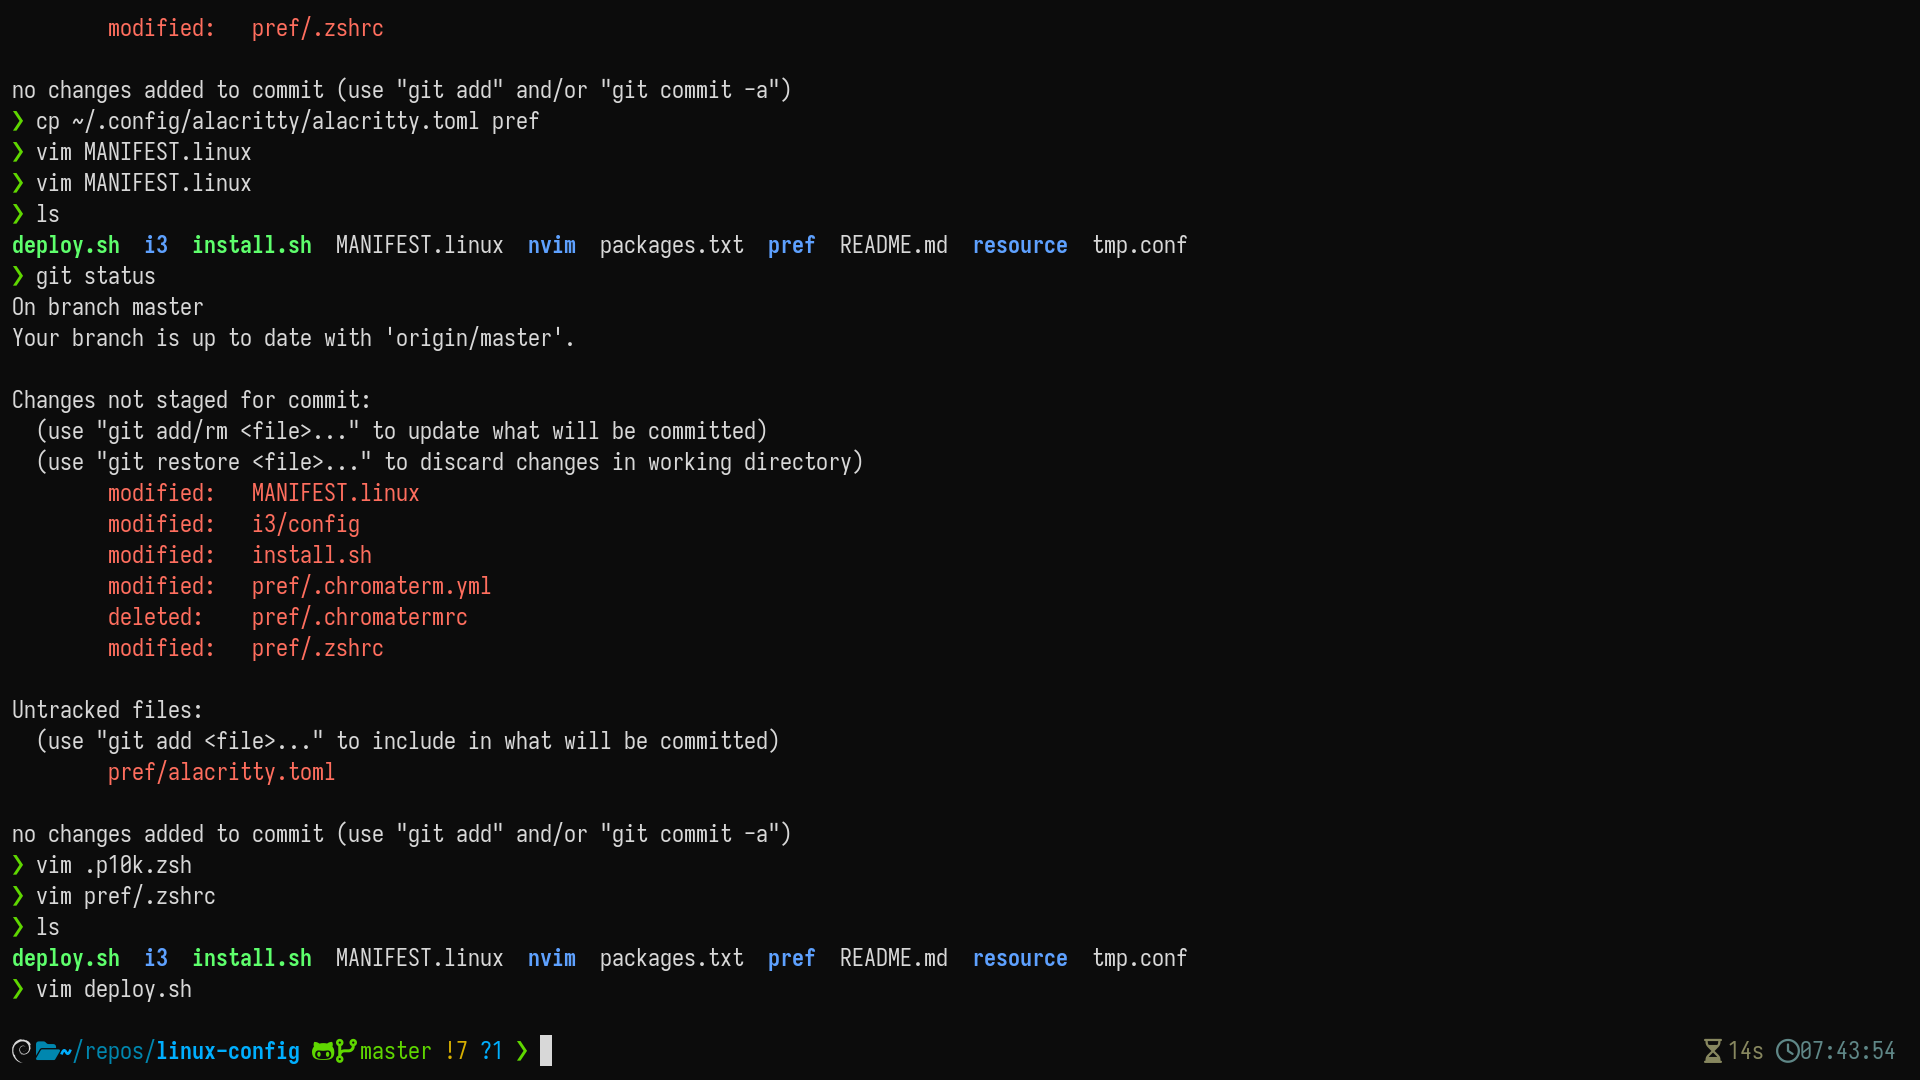 modified:   pref/.zshrc

no changes added to commit (use "git add" and/or "git commit -a")
❯ cp ~/.config/alacritty/alacritty.toml pref
❯ vim MANIFEST.linux
❯ vim MANIFEST.linux
❯ ls
deploy.sh  i3  install.sh  MANIFEST.linux  nvim  packages.txt  pref  README.md  resource  tmp.conf
❯ git status
On branch master
Your branch is up to date with 'origin/master'.

Changes not staged for commit:
  (use "git add/rm <file>..." to update what will be committed)
  (use "git restore <file>..." to discard changes in working directory)
        modified:   MANIFEST.linux
        modified:   i3/config
        modified:   install.sh
        modified:   pref/.chromaterm.yml
        deleted:    pref/.chromatermrc
        modified:   pref/.zshrc

Untracked files:
  (use "git add <file>..." to include in what will be committed)
        pref/alacritty.toml

no changes added to commit (use "git add" and/or "git commit -a")
❯ vim .p10k.zsh
❯ vim pref/.zshrc
❯ ls
deploy.sh  i3  install.sh  MANIFEST.linux  nvim  packages.txt  pref  README.md  resource  tmp.conf
❯ vim deploy.sh

~/repos/linux-config master !7 ?1 ❯ 14s 07:43:54